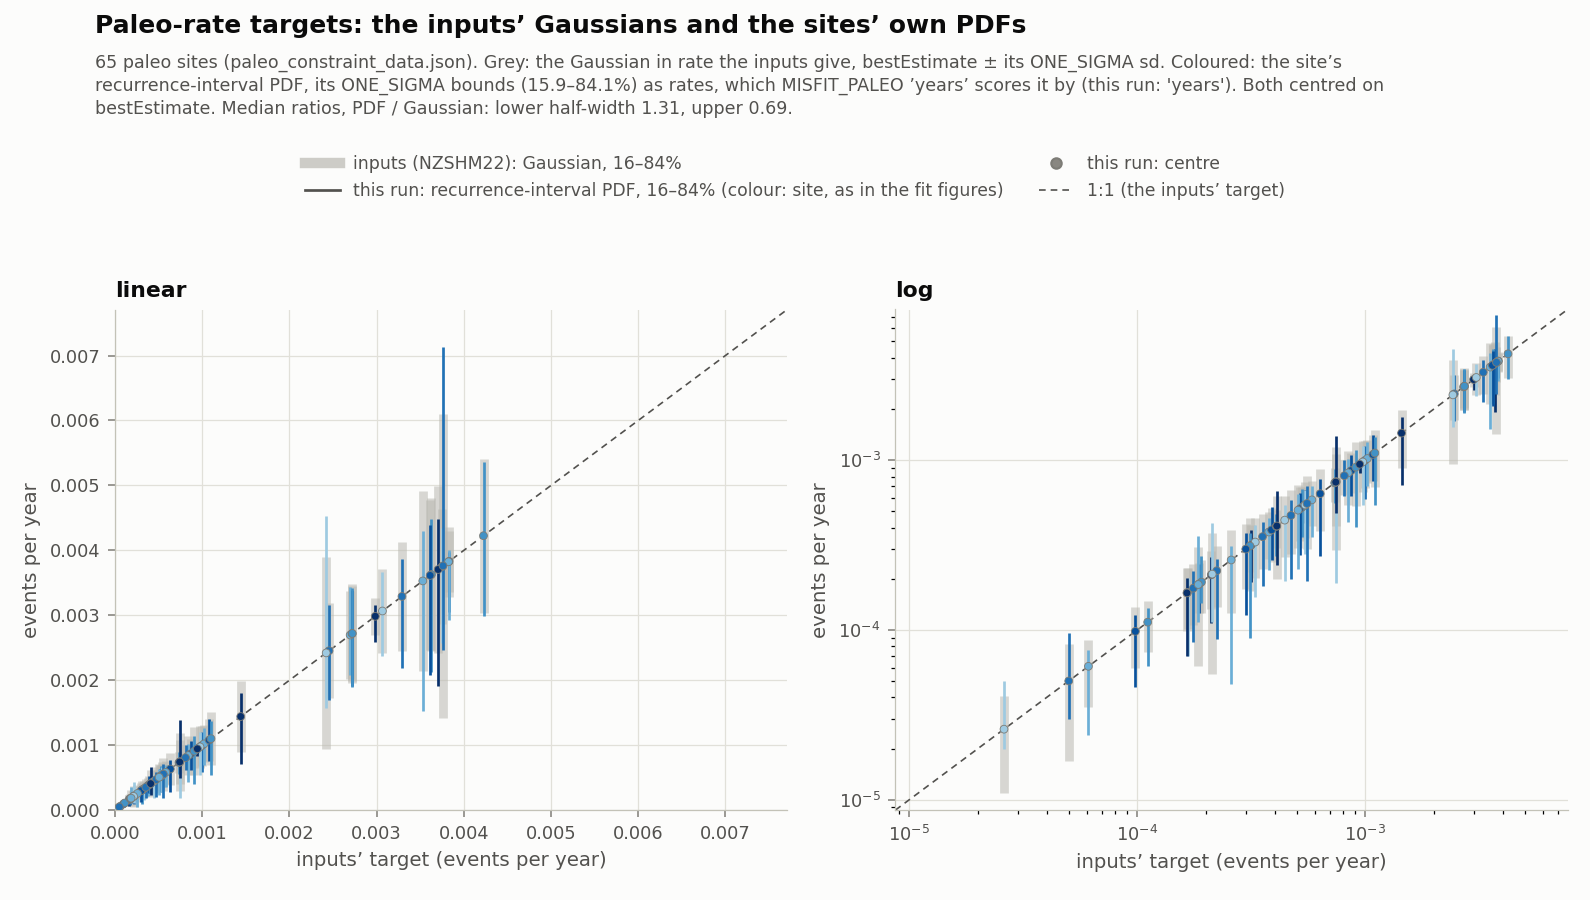 Paleo-rate targets: the inputs’ Gaussians and the sites’ own PDFs
65 paleo sites (paleo_constraint_data.json). Grey: the Gaussian in rate the inputs give, bestEstimate ± its ONE_SIGMA sd. Coloured: the site’s
recurrence-interval PDF, its ONE_SIGMA bounds (15.9–84.1%) as rates, which MISFIT_PALEO ’years’ scores it by (this run: 'years'). Both centred on
bestEstimate. Median ratios, PDF / Gaussian: lower half-width 1.31, upper 0.69.
inputs (NZSHM22): Gaussian, 16–84%
this run: recurrence-interval PDF, 16–84% (colour: site, as in the fit figures)
this run: centre
1:1 (the inputs’ target)
linear
0.007
0.006
0.005
0.004
0.003
0.002
0.001
0.000
events per year
0.000 0.001 0.002 0.003 0.004 0.005 0.006 0.007
inputs’ target (events per year)
log
10⁻³
10⁻⁴
10⁻⁵
events per year
10⁻⁵ 10⁻⁴ 10⁻³
inputs’ target (events per year)